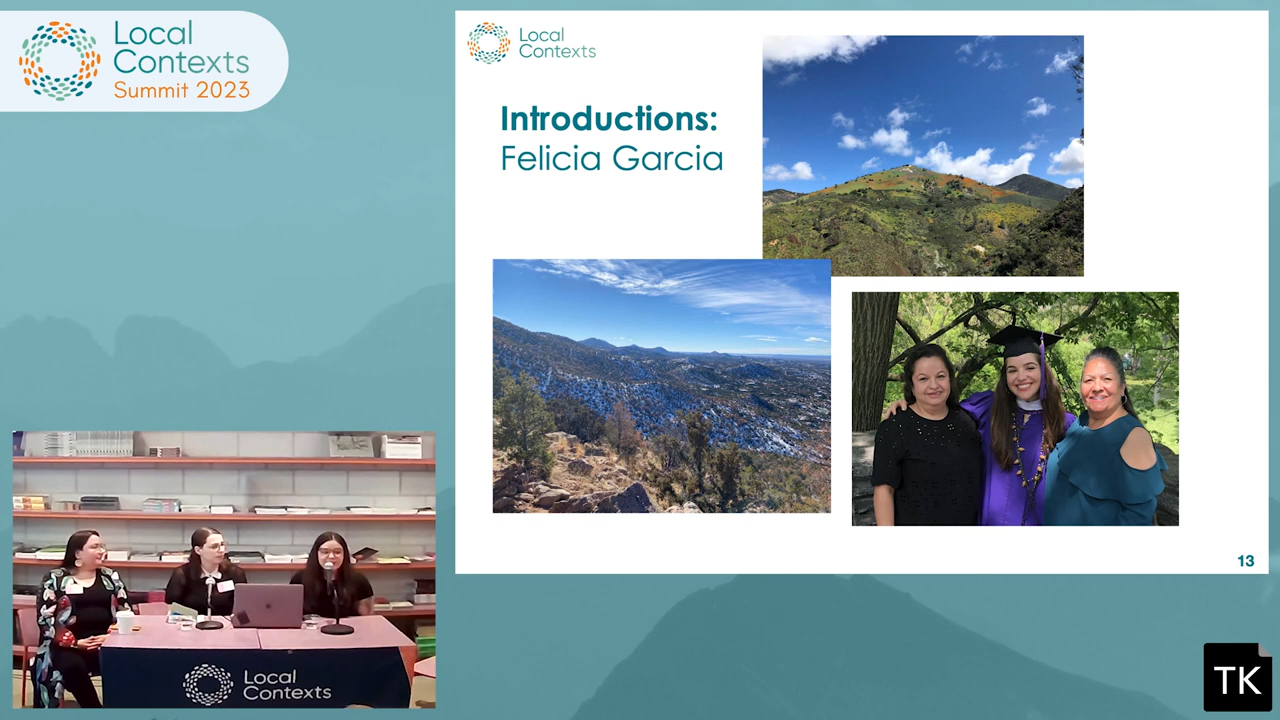 Local
Contexts
Summit 2023
Local
Contexts
Introductions:
Felicia Garcia
13
Local
Contexts
TK